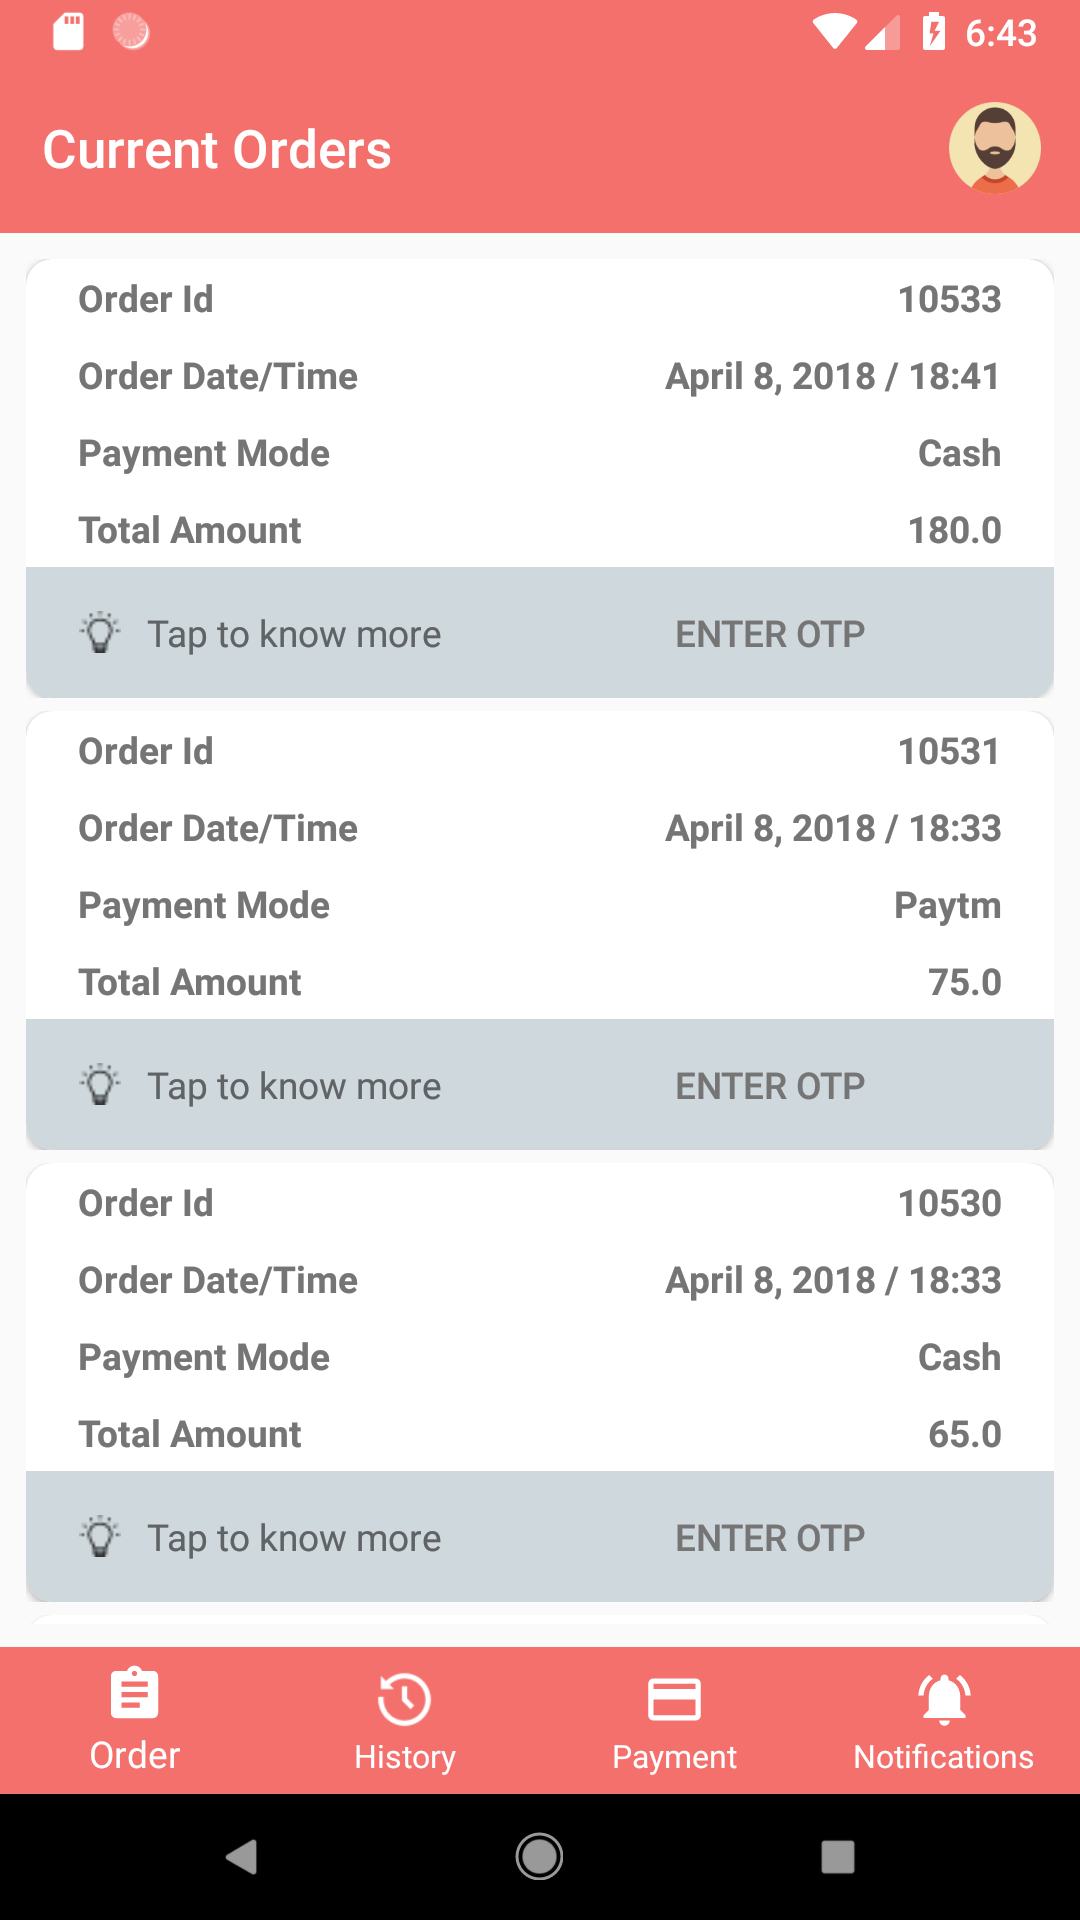 6:43
Current Orders
Order Id 10533
Order Date/Time April 8, 2018 / 18:41
Payment Mode Cash
Total Amount 180.0
Tap to know more ENTER OTP
Order Id 10531
Order Date/Time April 8, 2018 / 18:33
Payment Mode Paytm
Total Amount 75.0
Tap to know more ENTER OTP
Order Id 10530
Order Date/Time April 8, 2018 / 18:33
Payment Mode Cash
Total Amount 65.0
Tap to know more ENTER OTP
Order History Payment Notifications